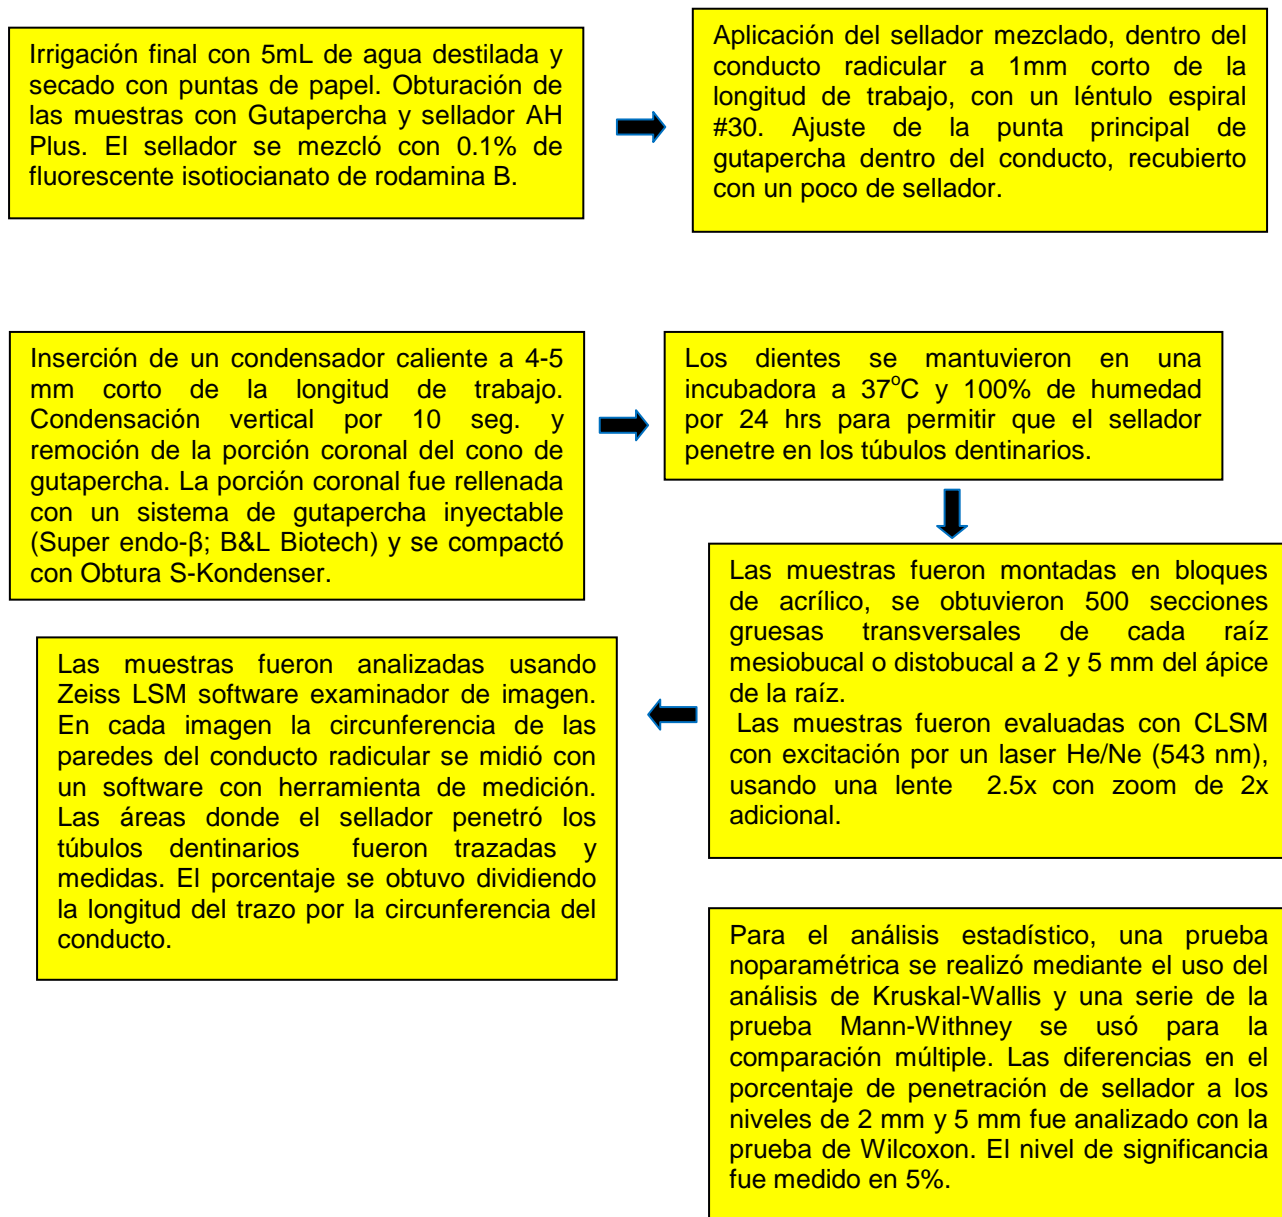 Irrigación final con 5mL de agua destilada y
secado con puntas de papel. Obturación de
las muestras con Gutapercha y sellador AH
Plus. El sellador se mezcló con 0.1% de
fluorescente isotiocianato de rodamina B.
Aplicación del sellador mezclado, dentro del
conducto radicular a 1mm corto de la
longitud de trabajo, con un léntulo espiral
#30. Ajuste de la punta principal de
gutapercha dentro del conducto, recubierto
con un poco de sellador.
Inserción de un condensador caliente a 4-5
mm corto de la longitud de trabajo.
Condensación vertical por 10 seg. y
remoción de la porción coronal del cono de
gutapercha. La porción coronal fue rellenada
con un sistema de gutapercha inyectable
(Super endo-β; B&L Biotech) y se compactó
con Obtura S-Kondenser.
Los dientes se mantuvieron en una
incubadora a 37°C y 100% de humedad
por 24 hrs para permitir que el sellador
penetre en los túbulos dentinarios.
Las muestras fueron montadas en bloques
de acrílico, se obtuvieron 500 secciones
gruesas transversales de cada raíz
mesiobucal o distobucal a 2 y 5 mm del ápice
de la raíz.
Las muestras fueron evaluadas con CLSM
con excitación por un laser He/Ne (543 nm),
usando una lente 2.5x con zoom de 2x
adicional.
Las muestras fueron analizadas usando
Zeiss LSM software examinador de imagen.
En cada imagen la circunferencia de las
paredes del conducto radicular se midió con
un software con herramienta de medición.
Las áreas donde el sellador penetró los
túbulos dentinarios fueron trazadas y
medidas. El porcentaje se obtuvo dividiendo
la longitud del trazo por la circunferencia del
conducto.
Para el análisis estadístico, una prueba
noparamétrica se realizó mediante el uso del
análisis de Kruskal-Wallis y una serie de la
prueba Mann-Withney se usó para la
comparación múltiple. Las diferencias en el
porcentaje de penetración de sellador a los
niveles de 2 mm y 5 mm fue analizado con la
prueba de Wilcoxon. El nivel de significancia
fue medido en 5%.